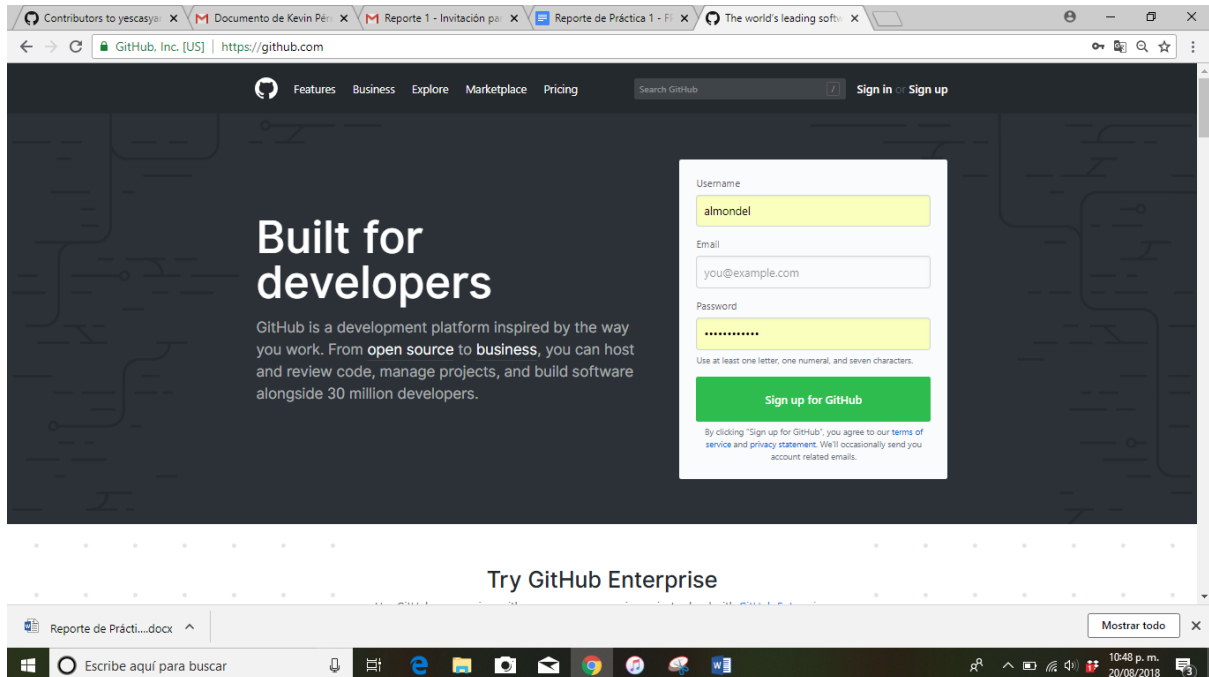 Contributors to yescasyar
Documento de Kevin Pére
Reporte 1 - Invitación par
Reporte de Práctica 1 - F
The world's leading softw
GitHub, Inc. [US] | https://github.com
Features Business Explore Marketplace Pricing Search GitHub / Sign in or Sign up
Username
almondel
Built for
developers
Email
you@example.com
GitHub is a development platform inspired by the way
you work. From open source to business, you can host
and review code, manage projects, and build software
alongside 30 million developers.
Password
Use at least one letter, one numeral, and seven characters.
Sign up for GitHub
By clicking "Sign up for GitHub", you agree to our terms of
service and privacy statement. We'll occasionally send you
account related emails.
Try GitHub Enterprise
Reporte de Prácti....docx
Mostrar todo
Escribe aquí para buscar
10:48 p. m.
20/08/2018
3